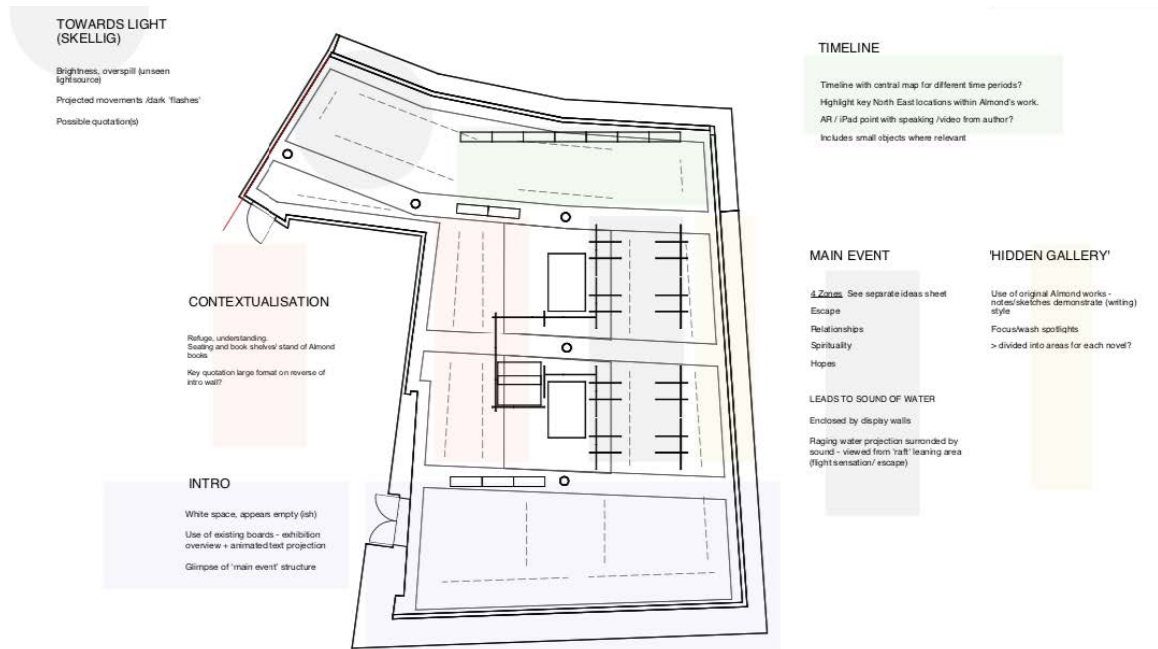 TOWARDS LIGHT
(SKELLIG)
Brightness, overspill (unseen
lightsource)
Projected movements /dark 'flashes'
Possible quotation(s)
TIMELINE
Timeline with central map for different time periods?
Highlight key North East locations within Almond's work.
AR / iPad point with speaking /video from author?
Includes small objects where relevant
CONTEXTUALISATION
Refuge, understanding.
Seating and book shelves/ stand of Almond
books
Key quotation large format on reverse of
intro wall?
MAIN EVENT
4 Zones See separate ideas sheet
Escape
Relationships
Spirituality
Hopes
LEADS TO SOUND OF WATER
Enclosed by display walls
Raging water projection surronded by
sound - viewed from 'raft' leaning area
(flight sensation/ escape)
'HIDDEN GALLERY'
Use of original Almond works -
notes/sketches demonstrate (writing)
style
Focus/wash spotlights
> divided into areas for each novel?
INTRO
White space, appears empty (ish)
Use of existing boards - exhibition
overview + animated text projection
Glimpse of 'main event' structure